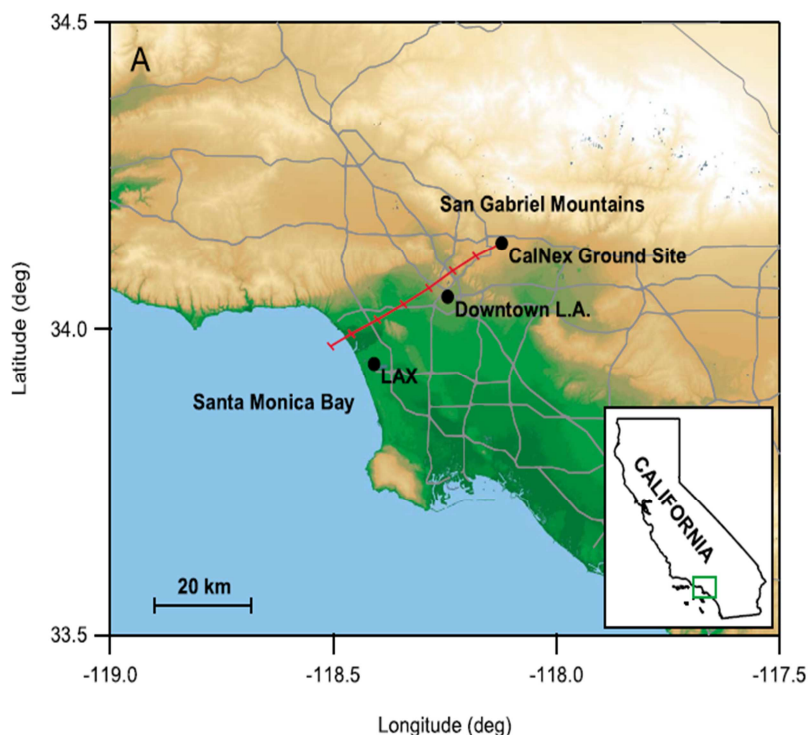 34.5
A
San Gabriel Mountains
CalNex Ground Site
Downtown L.A.
34.0
LAX
Santa Monica Bay
Latitude (deg)
CALIFORNIA
20 km
33.5
-119.0
-118.5
-118.0
-117.5
Longitude (deg)